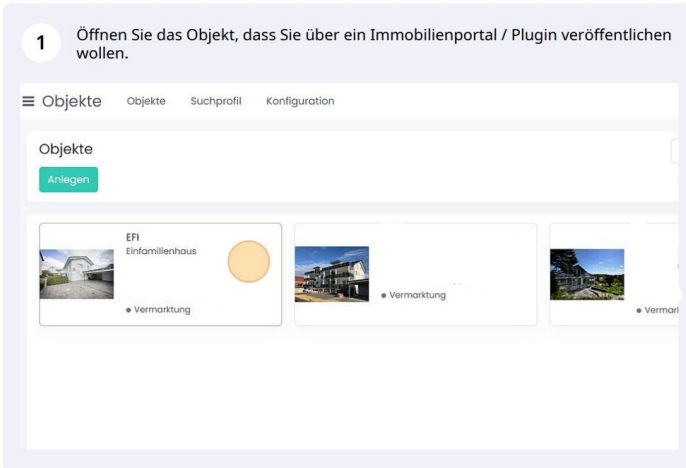 1
Öffnen Sie das Objekt, dass Sie über ein Immobilienportal / Plugin veröffentlichen
wollen.
Objekte Objekte Suchprofil Konfiguration
Objekte
Anlegen
EFI
Einfamilienhaus
Vermarktung
Vermarktung